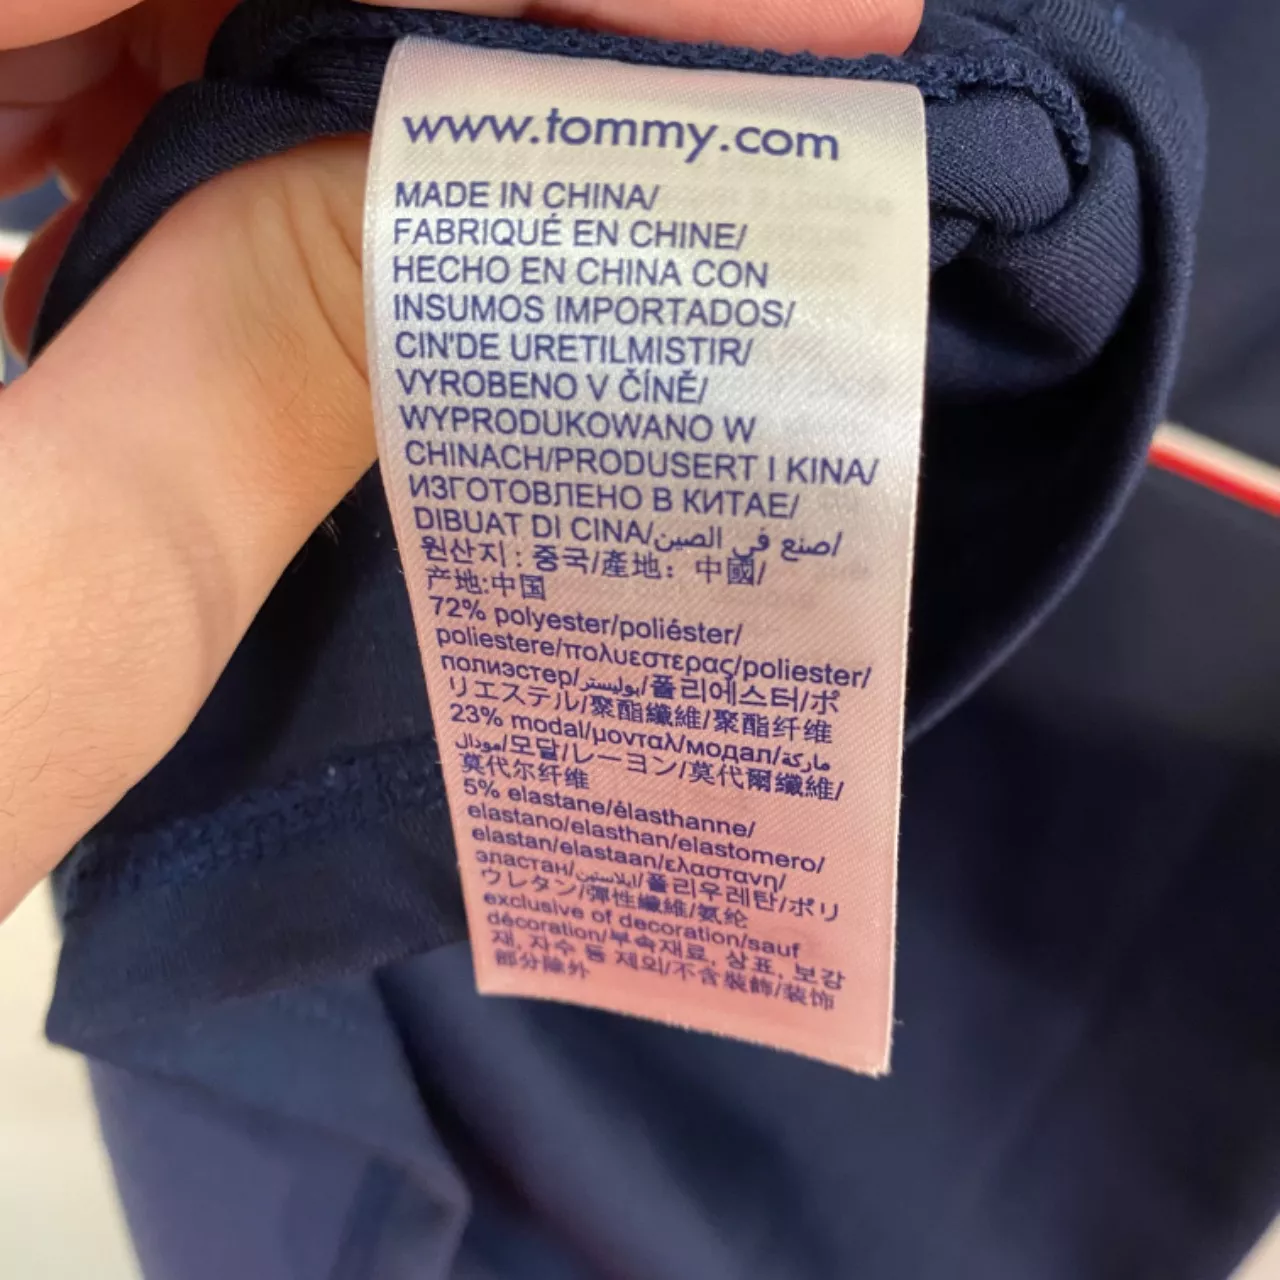 www.tommy.com
MADE IN CHINA/
FABRIQUÉ EN CHINE/
HECHO EN CHINA CON
INSUMOS IMPORTADOS/
CIN'DE URETILMISTIR/
VYROBENO V ČÍNĚ/
WYPRODUKOWANO W
CHINACH/PRODUSERT I KINA/
ИЗГОТОВЛЕНО В КИТАЕ/
DIBUAT DI CINA/صنع في الصين/
원산지 : 중국/產地：中國/
产地:中国
72% polyester/poliéster/
poliestere/πολυεστερας/poliester/
полиэстер/بوليستر/폴리에스터/ポ
リエステル/聚酯纖維/聚酯纤维
23% modal/μονταλ/модал/ماركة
مودال/모달/レーヨン/莫代爾纖維/
莫代尔纤维
5% elastane/élasthanne/
elastano/elasthan/elastomero/
elastan/elastaan/ελαστανη/
эластан/ايلاستين/폴리우레탄/ポリ
ウレタン/彈性纖維/氨纶
exclusive of decoration/sauf
décoration/부속재료, 상표, 보강
재, 자수 등 제외/不含裝飾/装饰
部分除外